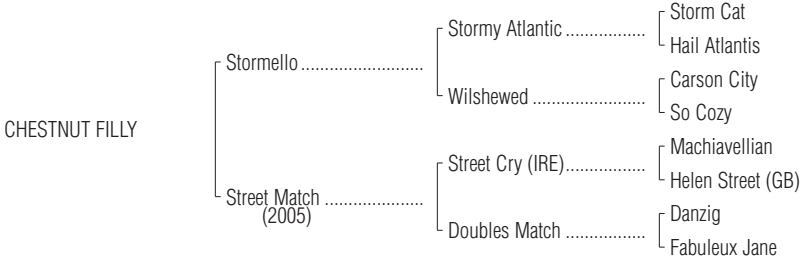 Storm Cat
Stormy Atlantic ................
Hail Atlantis
Stormello ........................
Carson City
Wilshewed ......................
So Cozy
CHESTNUT FILLY
Machiavellian
Street Cry (IRE)................
Helen Street (GB)
Street Match ...................
(2005)
Danzig
Doubles Match ................
Fabuleux Jane